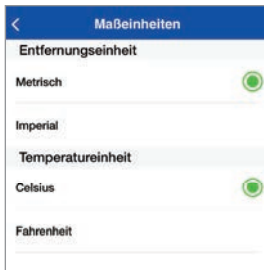 Maßeinheiten
Entfernungseinheit
Metrisch
Imperial
Temperatureinheit
Celsius
Fahrenheit